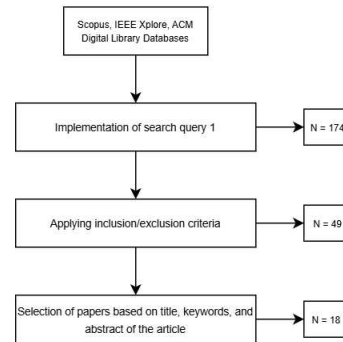 Scopus, IEEE Xplore, ACM
Digital Library Databases
Implementation of search query 1
N = 174
Applying inclusion/exclusion criteria
N = 49
Selection of papers based on title, keywords, and
abstract of the article
N = 18